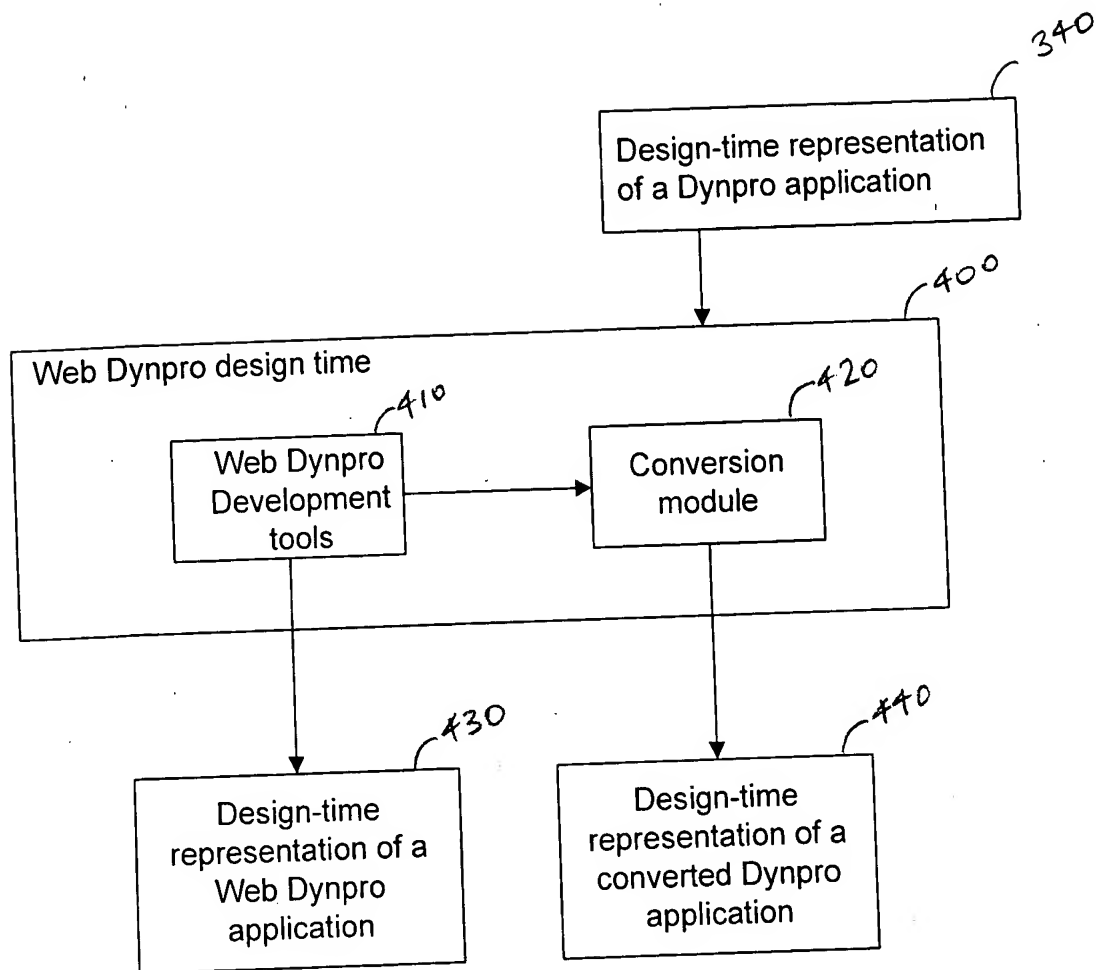 340
Design-time representation
of a Dynpro application
400
Web Dynpro design time
410
420
Web Dynpro
Development
tools
Conversion
module
430
440
Design-time
representation of a
Web Dynpro
application
Design-time
representation of a
converted Dynpro
application